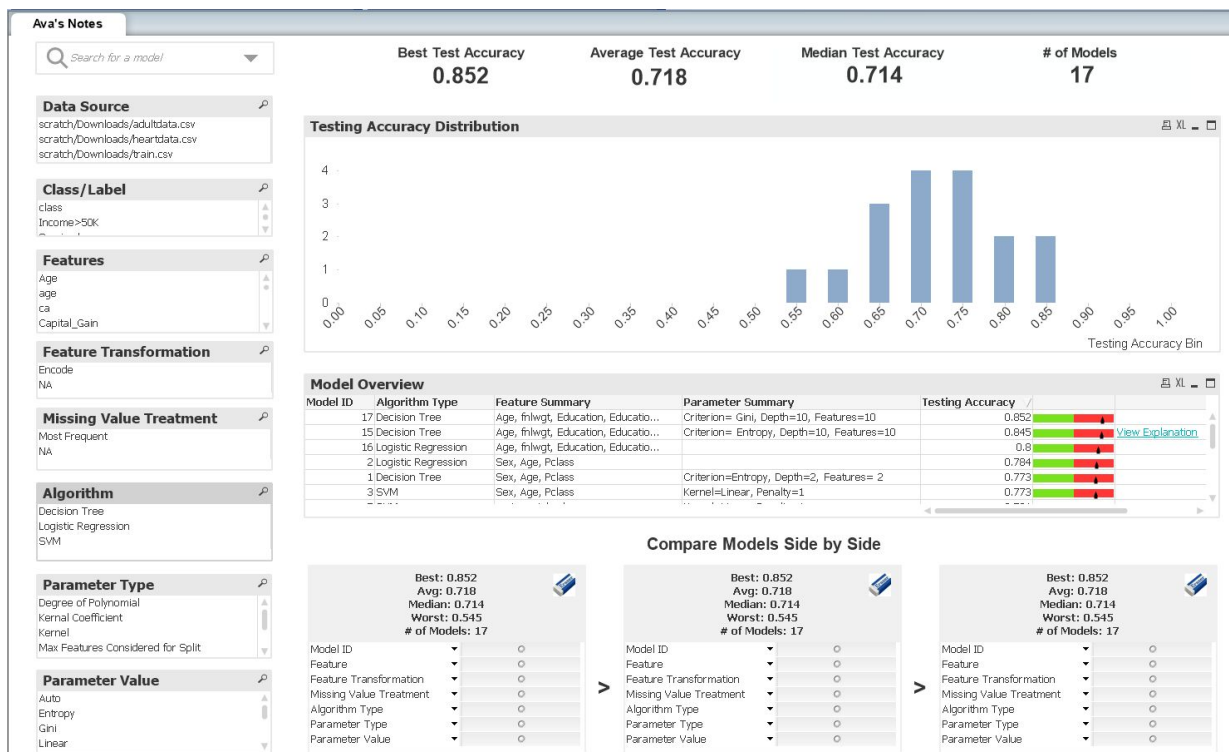 Ava's Notes
Search for a model
Best Test Accuracy
0.852
Average Test Accuracy
0.718
Median Test Accuracy
0.714
# of Models
17
Data Source
scratch/Downloads/adultdata.csv
scratch/Downloads/heartdata.csv
scratch/Downloads/train.csv
Class/Label
class
Income>50K
Features
Age
age
ca
Capital_Gain
Feature Transformation
Encode
NA
Missing Value Treatment
Most Frequent
NA
Algorithm
Decision Tree
Logistic Regression
SVM
Parameter Type
Degree of Polynomial
Kernal Coefficient
Kernel
Max Features Considered for Split
Parameter Value
Auto
Entropy
Gini
Linear
Testing Accuracy Distribution XL
4
3
2
1
0
0.00 0.05 0.10 0.15 0.20 0.25 0.30 0.35 0.40 0.45 0.50 0.55 0.60 0.65 0.70 0.75 0.80 0.85 0.90 0.95 1.00
Testing Accuracy Bin
Model Overview XL
Model ID Algorithm Type Feature Summary Parameter Summary Testing Accuracy
17 Decision Tree Age, fnlwgt, Education, Educatio... Criterion= Gini, Depth=10, Features=10 0.852
15 Decision Tree Age, fnlwgt, Education, Educatio... Criterion= Entropy, Depth=10, Features=10 0.845 View Explanation
16 Logistic Regression Age, fnlwgt, Education, Educatio... 0.8
2 Logistic Regression Sex, Age, Pclass 0.784
1 Decision Tree Sex, Age, Pclass Criterion=Entropy, Depth=2, Features= 2 0.773
3 SVM Sex, Age, Pclass Kernel=Linear, Penalty=1 0.773
Compare Models Side by Side
Best: 0.852
Avg: 0.718
Median: 0.714
Worst: 0.545
# of Models: 17
Model ID
Feature
Feature Transformation
Missing Value Treatment
Algorithm Type
Parameter Type
Parameter Value
>
Best: 0.852
Avg: 0.718
Median: 0.714
Worst: 0.545
# of Models: 17
Model ID
Feature
Feature Transformation
Missing Value Treatment
Algorithm Type
Parameter Type
Parameter Value
>
Best: 0.852
Avg: 0.718
Median: 0.714
Worst: 0.545
# of Models: 17
Model ID
Feature
Feature Transformation
Missing Value Treatment
Algorithm Type
Parameter Type
Parameter Value